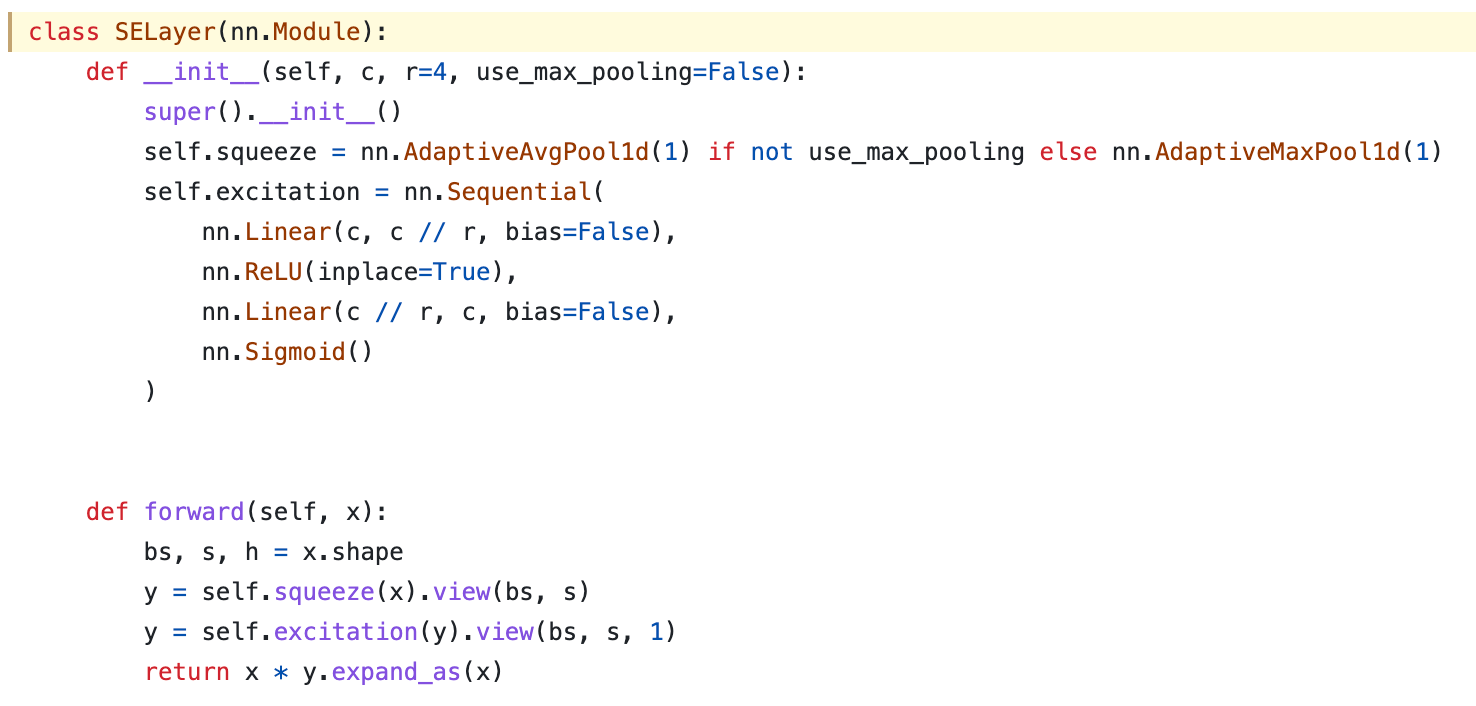 class SELayer(nn.Module):
    def __init__(self, c, r=4, use_max_pooling=False):
        super().__init__()
        self.squeeze = nn.AdaptiveAvgPool1d(1) if not use_max_pooling else nn.AdaptiveMaxPool1d(1)
        self.excitation = nn.Sequential(
            nn.Linear(c, c // r, bias=False),
            nn.ReLU(inplace=True),
            nn.Linear(c // r, c, bias=False),
            nn.Sigmoid()
        )
    def forward(self, x):
        bs, s, h = x.shape
        y = self.squeeze(x).view(bs, s)
        y = self.excitation(y).view(bs, s, 1)
        return x * y.expand_as(x)